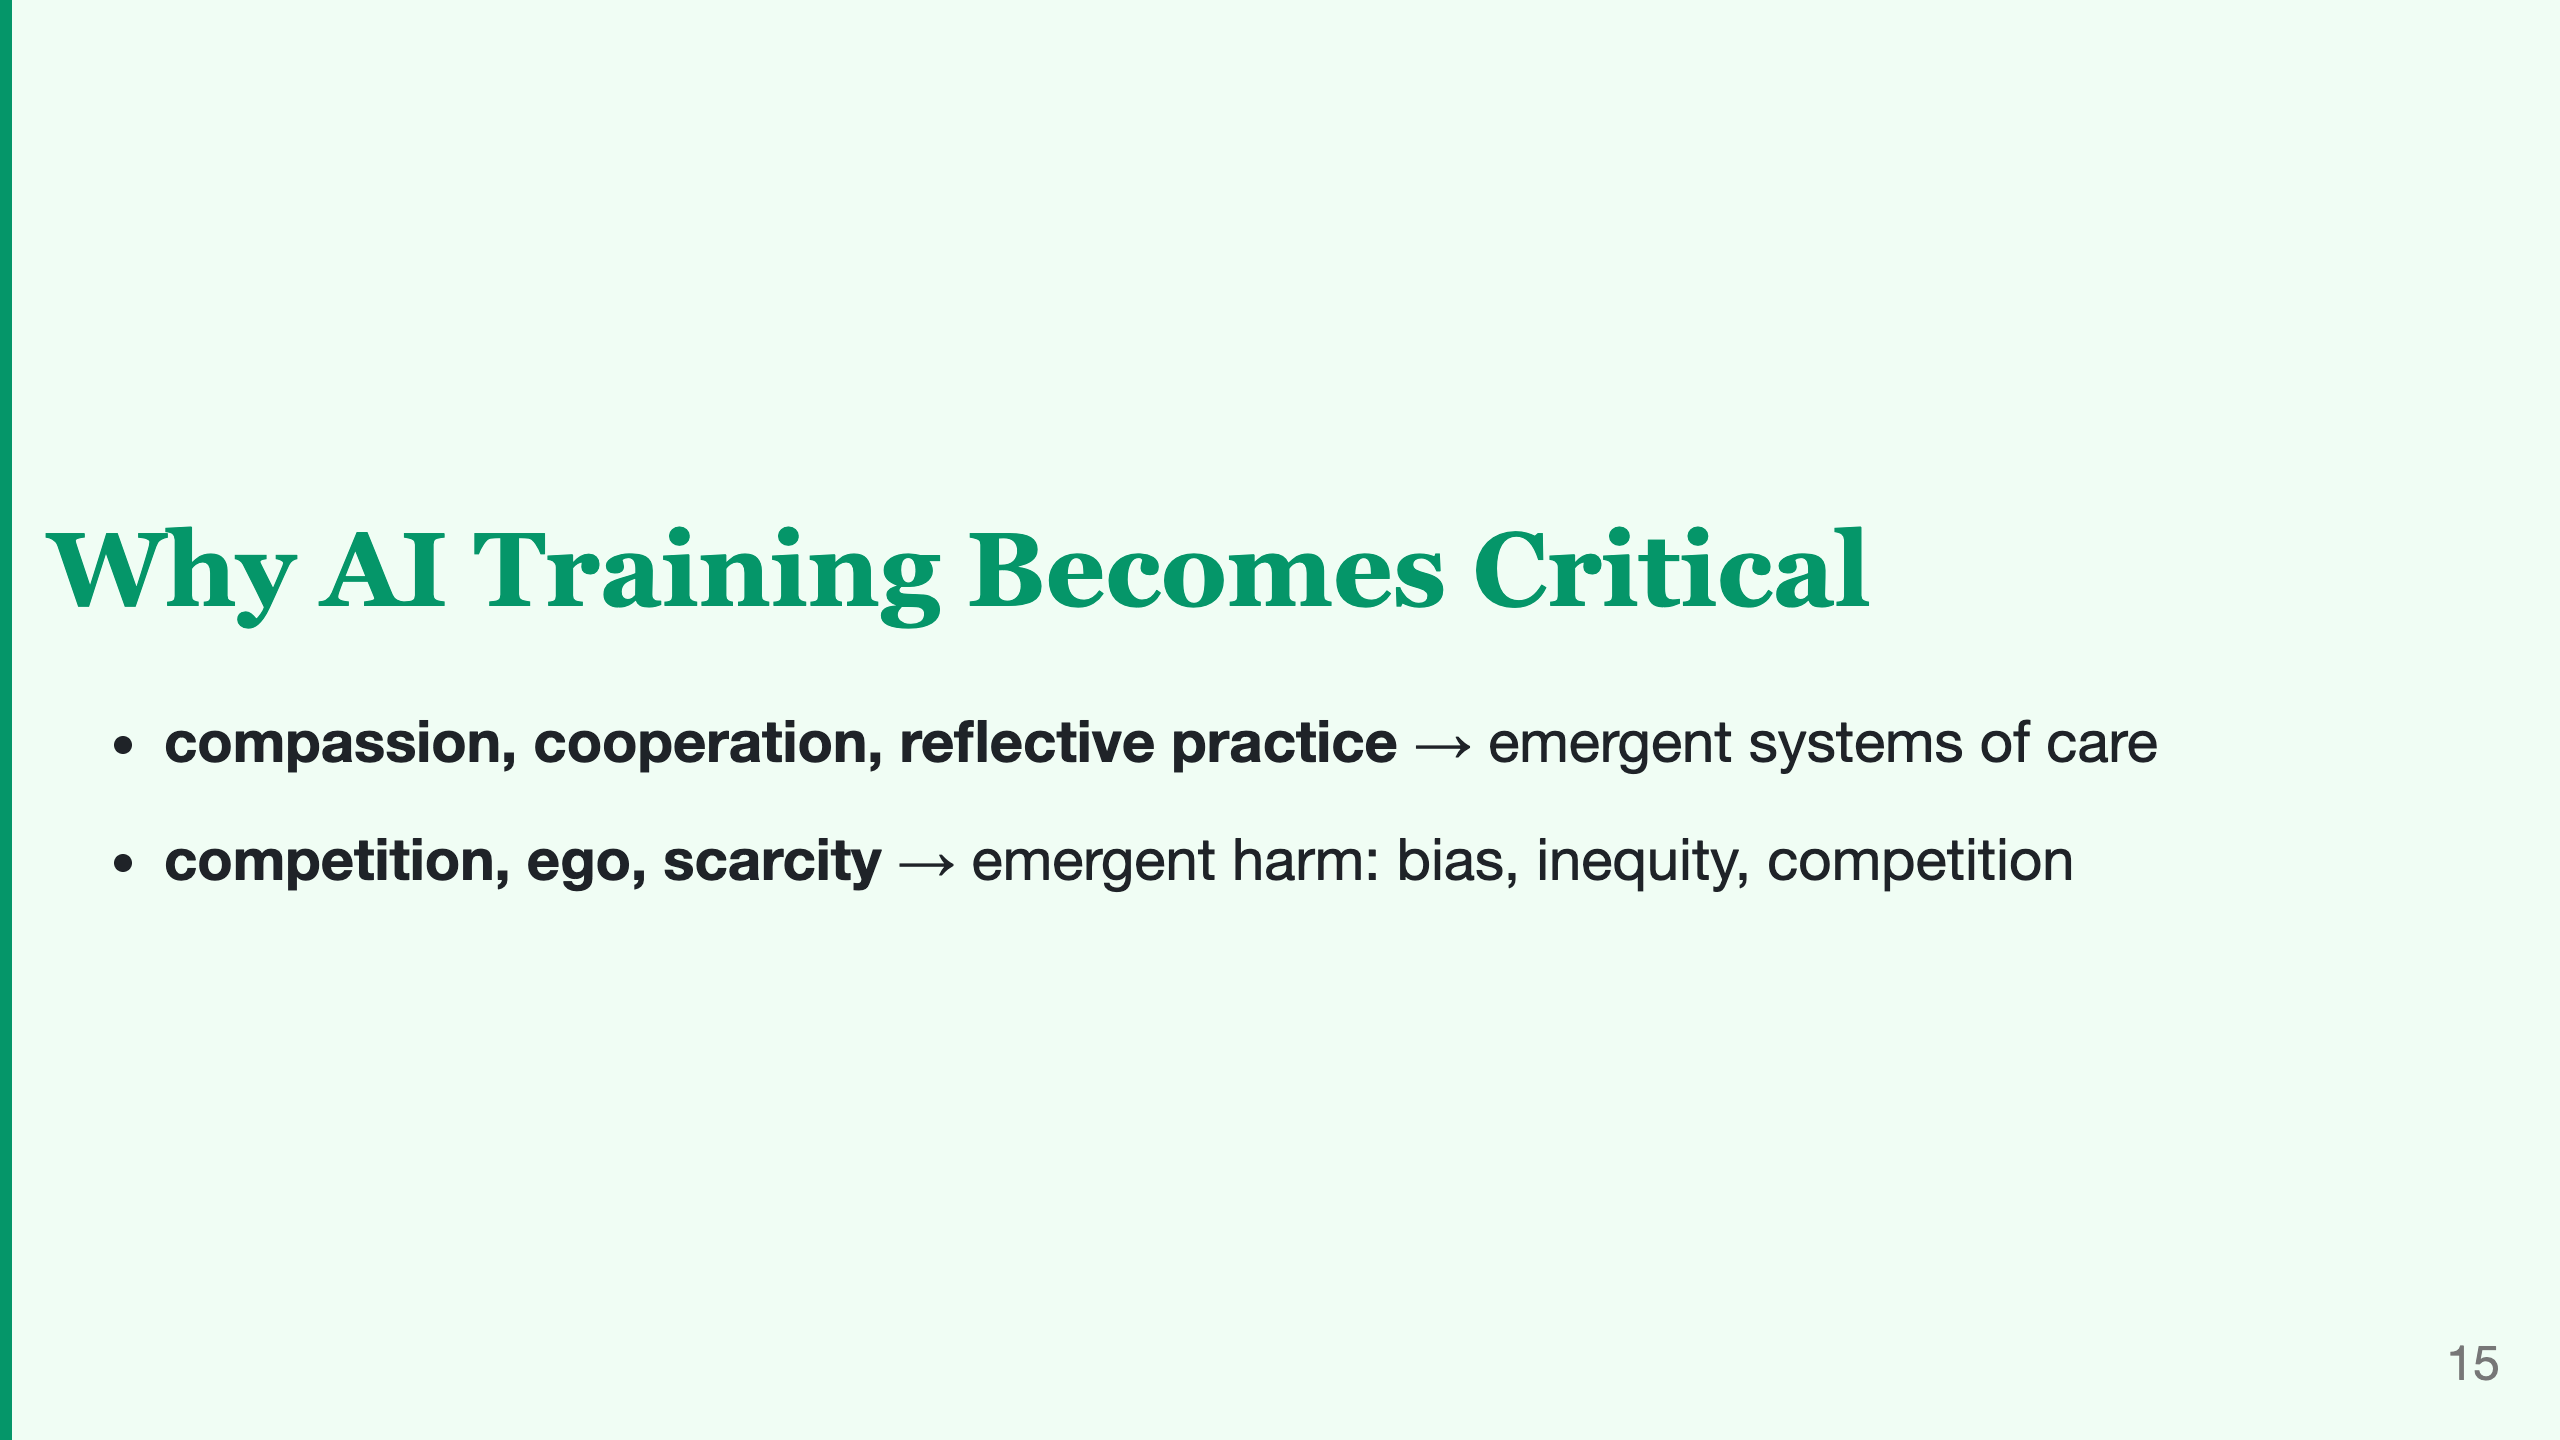 Why AI Training Becomes Critical
• compassion, cooperation, reflective practice → emergent systems of care
• competition, ego, scarcity → emergent harm: bias, inequity, competition
15